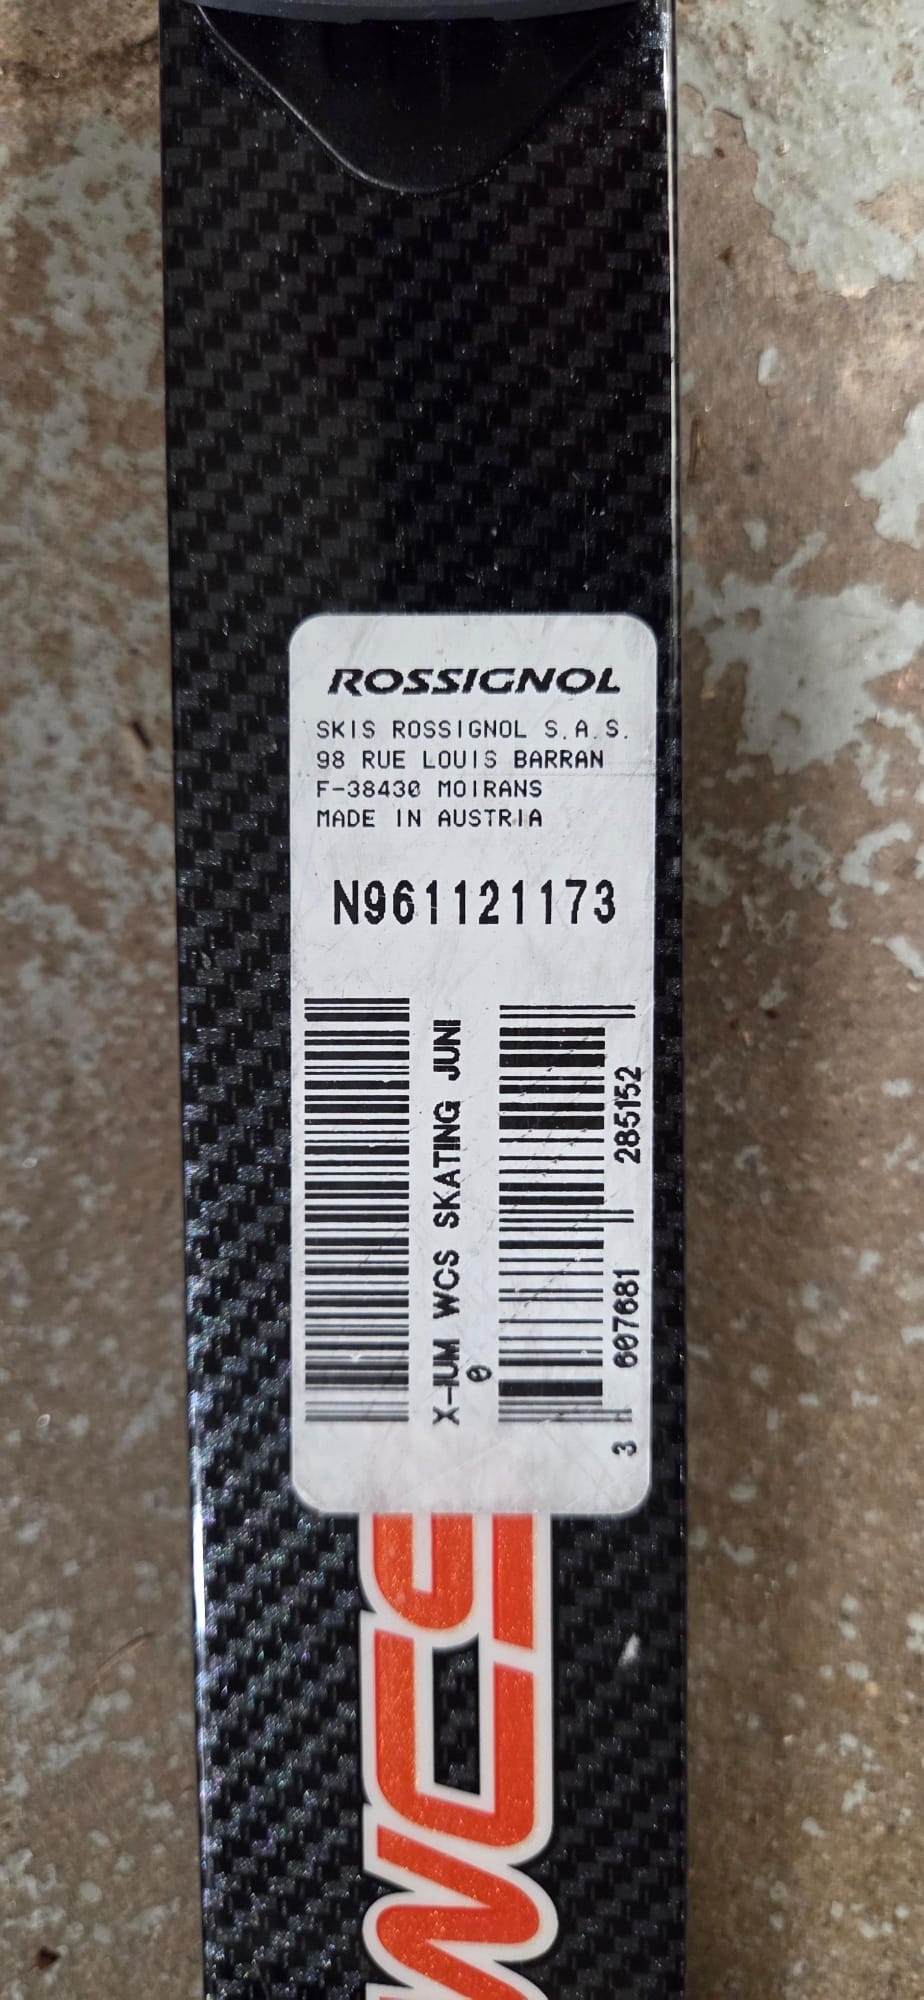 ROSSIGNOL
SKIS ROSSIGNOL S.A.S.
98 RUE LOUIS BARRAN
F-38430 MOIRANS
MADE IN AUSTRIA
N961121173
X-IUM WCS SKATING JUNI
0
3 607681 285152
WCS